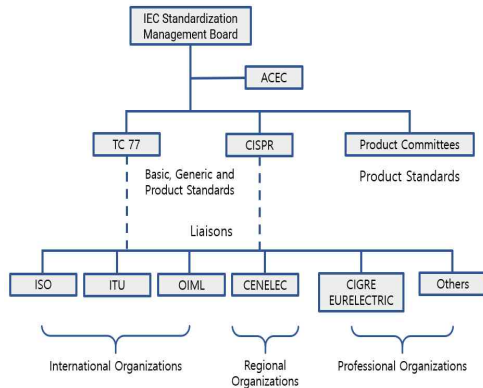 IEC Standardization
Management Board
ACEC
TC 77
CISPR
Product Committees
Basic, Generic and
Product Standards
Product Standards
Liaisons
ISO
ITU
OIML
CENELEC
CIGRE
EURELECTRIC
Others
International Organizations
Regional
Organizations
Professional Organizations